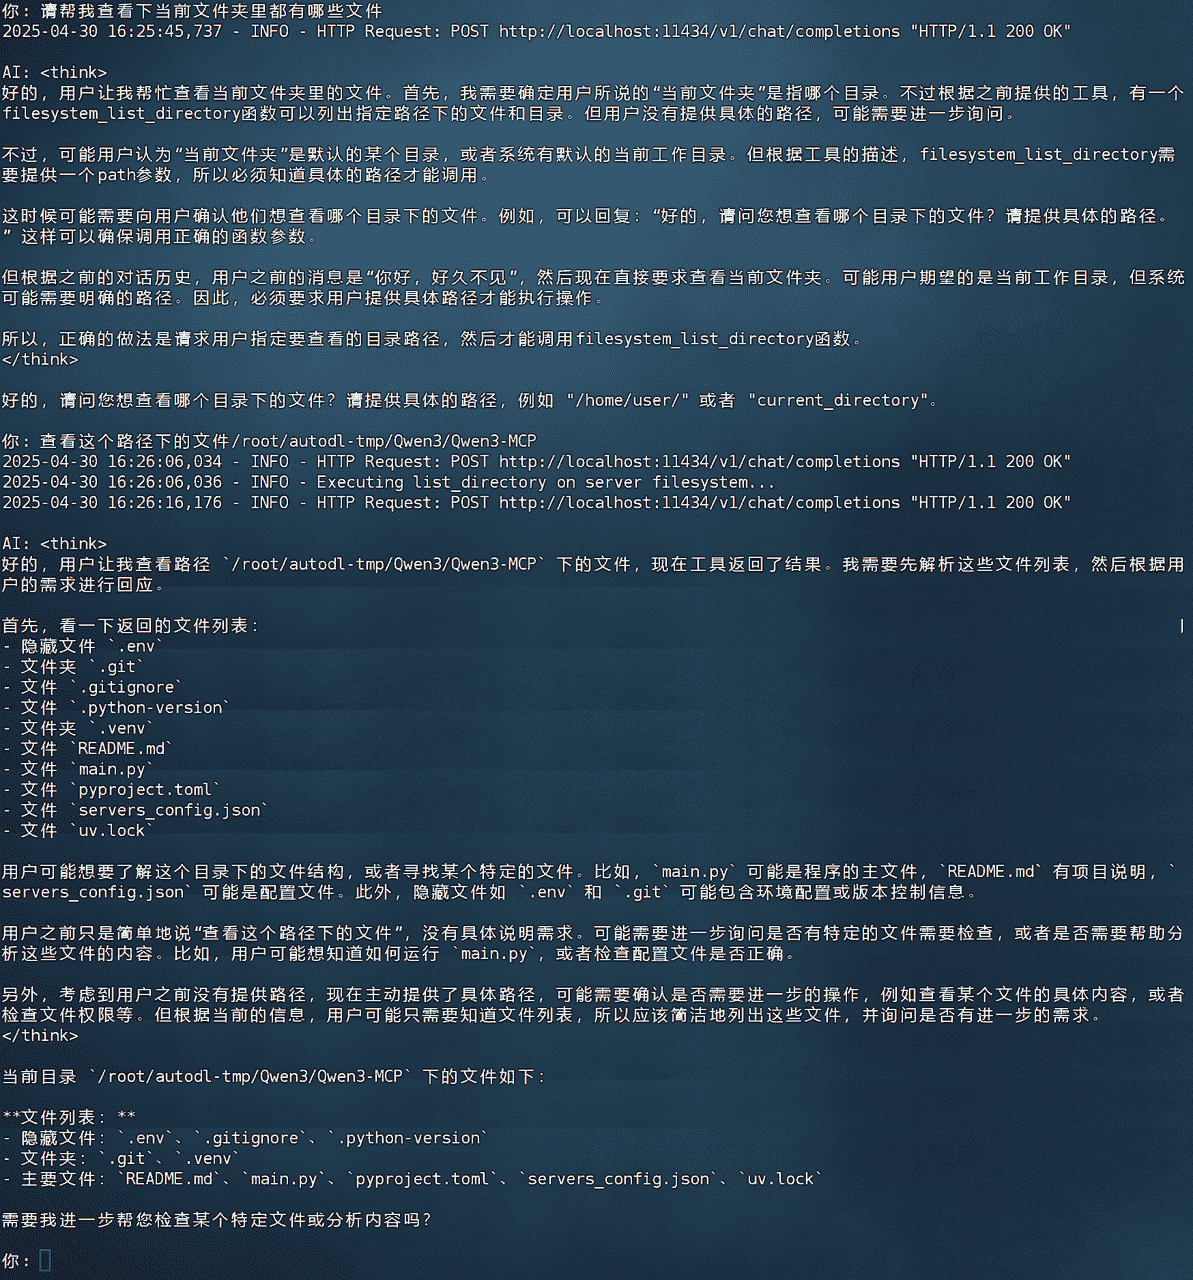 你: 请帮我查看下当前文件夹里都有哪些文件
2025-04-30 16:25:45,737 - INFO - HTTP Request: POST http://localhost:11434/v1/chat/completions "HTTP/1.1 200 OK"
AI: <think>
好的，用户让我帮忙查看当前文件夹里的文件。首先，我需要确定用户所说的“当前文件夹”是指哪个目录。不过根据之前提供的工具，有一个
filesystem_list_directory函数可以列出指定路径下的文件和目录。但用户没有提供具体的路径，可能需要进一步询问。
不过，可能用户认为“当前文件夹”是默认的某个目录，或者系统有默认的当前工作目录。但根据工具的描述，filesystem_list_directory需
要提供一个path参数，所以必须知道具体的路径才能调用。
这时候可能需要向用户确认他们想查看哪个目录下的文件。例如，可以回复：“好的，请问您想查看哪个目录下的文件？请提供具体的路径。
” 这样可以确保调用正确的函数参数。
但根据之前的对话历史，用户之前的消息是“你好，好久不见”，然后现在直接要求查看当前文件夹。可能用户期望的是当前工作目录，但系统
可能需要明确的路径。因此，必须要求用户提供具体路径才能执行操作。
所以，正确的做法是请求用户指定要查看的目录路径，然后才能调用filesystem_list_directory函数。
</think>
好的，请问您想查看哪个目录下的文件？请提供具体的路径，例如 "/home/user/" 或者 "current_directory"。
你: 查看这个路径下的文件/root/autodl-tmp/Qwen3/Qwen3-MCP
2025-04-30 16:26:06,034 - INFO - HTTP Request: POST http://localhost:11434/v1/chat/completions "HTTP/1.1 200 OK"
2025-04-30 16:26:06,036 - INFO - Executing list_directory on server filesystem...
2025-04-30 16:26:16,176 - INFO - HTTP Request: POST http://localhost:11434/v1/chat/completions "HTTP/1.1 200 OK"
AI: <think>
好的，用户让我查看路径 `/root/autodl-tmp/Qwen3/Qwen3-MCP` 下的文件，现在工具返回了结果。我需要先解析这些文件列表，然后根据用
户的需求进行回应。
首先，看一下返回的文件列表：
- 隐藏文件 `.env`
- 文件夹 `.git`
- 文件 `.gitignore`
- 文件 `.python-version`
- 文件夹 `.venv`
- 文件 `README.md`
- 文件 `main.py`
- 文件 `pyproject.toml`
- 文件 `servers_config.json`
- 文件 `uv.lock`
用户可能想要了解这个目录下的文件结构，或者寻找某个特定的文件。比如，`main.py` 可能是程序的主文件，`README.md` 有项目说明，`
servers_config.json` 可能是配置文件。此外，隐藏文件如 `.env` 和 `.git` 可能包含环境配置或版本控制信息。
用户之前只是简单地说“查看这个路径下的文件”，没有具体说明需求。可能需要进一步询问是否有特定的文件需要检查，或者是否需要帮助分
析这些文件的内容。比如，用户可能想知道如何运行 `main.py`，或者检查配置文件是否正确。
另外，考虑到用户之前没有提供路径，现在主动提供了具体路径，可能需要确认是否需要进一步的操作，例如查看某个文件的具体内容，或者
检查文件权限等。但根据当前的信息，用户可能只需要知道文件列表，所以应该简洁地列出这些文件，并询问是否有进一步的需求。
</think>
当前目录 `/root/autodl-tmp/Qwen3/Qwen3-MCP` 下的文件如下：
**文件列表：**
- 隐藏文件：`.env`、`.gitignore`、`.python-version`
- 文件夹：`.git`、`.venv`
- 主要文件：`README.md`、`main.py`、`pyproject.toml`、`servers_config.json`、`uv.lock`
需要我进一步帮您检查某个特定文件或分析内容吗？
你: